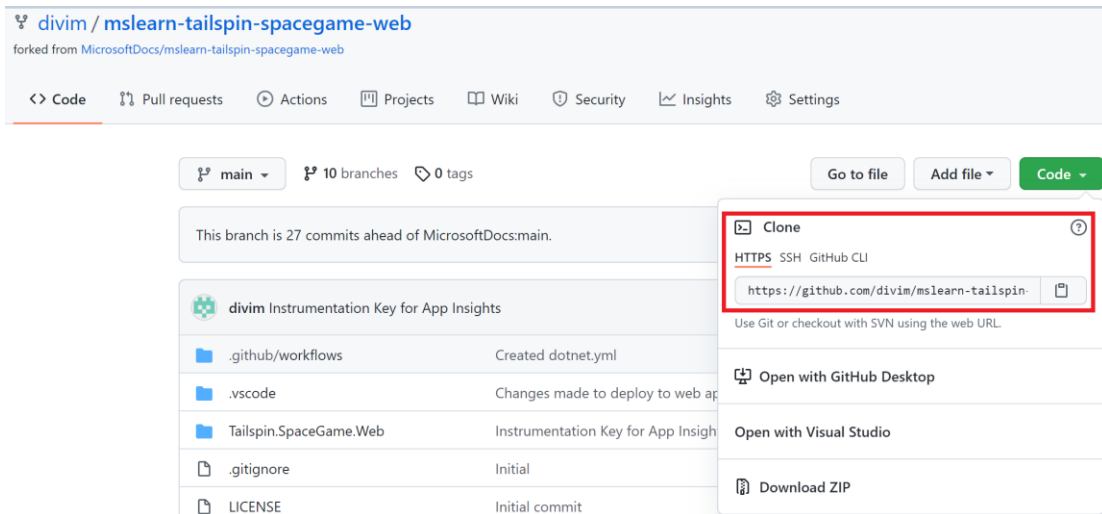 divim / mslearn-tailspin-spacegame-web
forked from MicrosoftDocs/mslearn-tailspin-spacegame-web
<> Code Pull requests Actions Projects Wiki Security Insights Settings
main 10 branches 0 tags Go to file Add file Code
This branch is 27 commits ahead of MicrosoftDocs:main.
Clone
HTTPS SSH GitHub CLI
https://github.com/divim/mslearn-tailspin-
Use Git or checkout with SVN using the web URL.
Open with GitHub Desktop
Open with Visual Studio
Download ZIP
divim Instrumentation Key for App Insights
.github/workflows Created dotnet.yml
.vscode Changes made to deploy to web ap
Tailspin.SpaceGame.Web Instrumentation Key for App Insigh
.gitignore Initial
LICENSE Initial commit